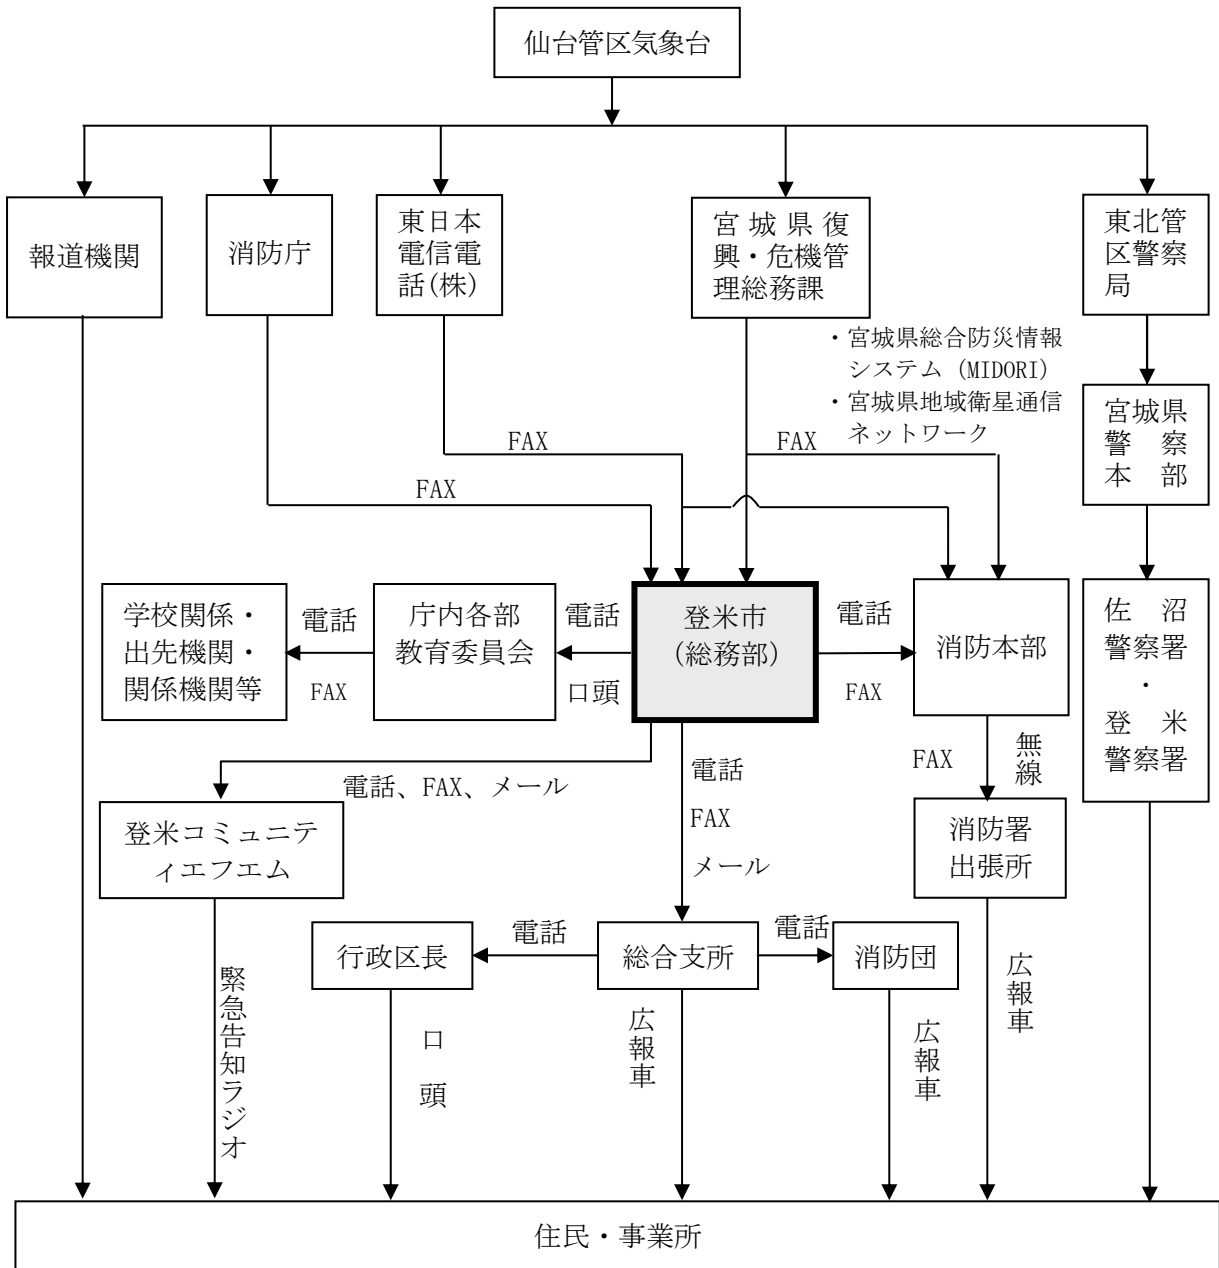 仙台管区気象台
報道機関
消防庁
東日本
電信電
話(株)
宮城県復
興・危機管
理総務課
東北管
区警察
局
・宮城県総合防災情報
システム（MIDORI）
・宮城県地域衛星通信
ネットワーク
宮城県
警察
本部
FAX
FAX
FAX
学校関係・
出先機関・
関係機関等
電話
FAX
庁内各部
教育委員会
電話
口頭
登米市
（総務部）
電話
FAX
消防本部
佐沼
警察署
・
登米
警察署
電話、FAX、メール
電話
FAX
メール
FAX
無線
登米コミュニテ
ィエフエム
消防署
出張所
行政区長
電話
総合支所
電話
消防団
緊急告知ラジオ
口頭
広報車
広報車
広報車
住民・事業所